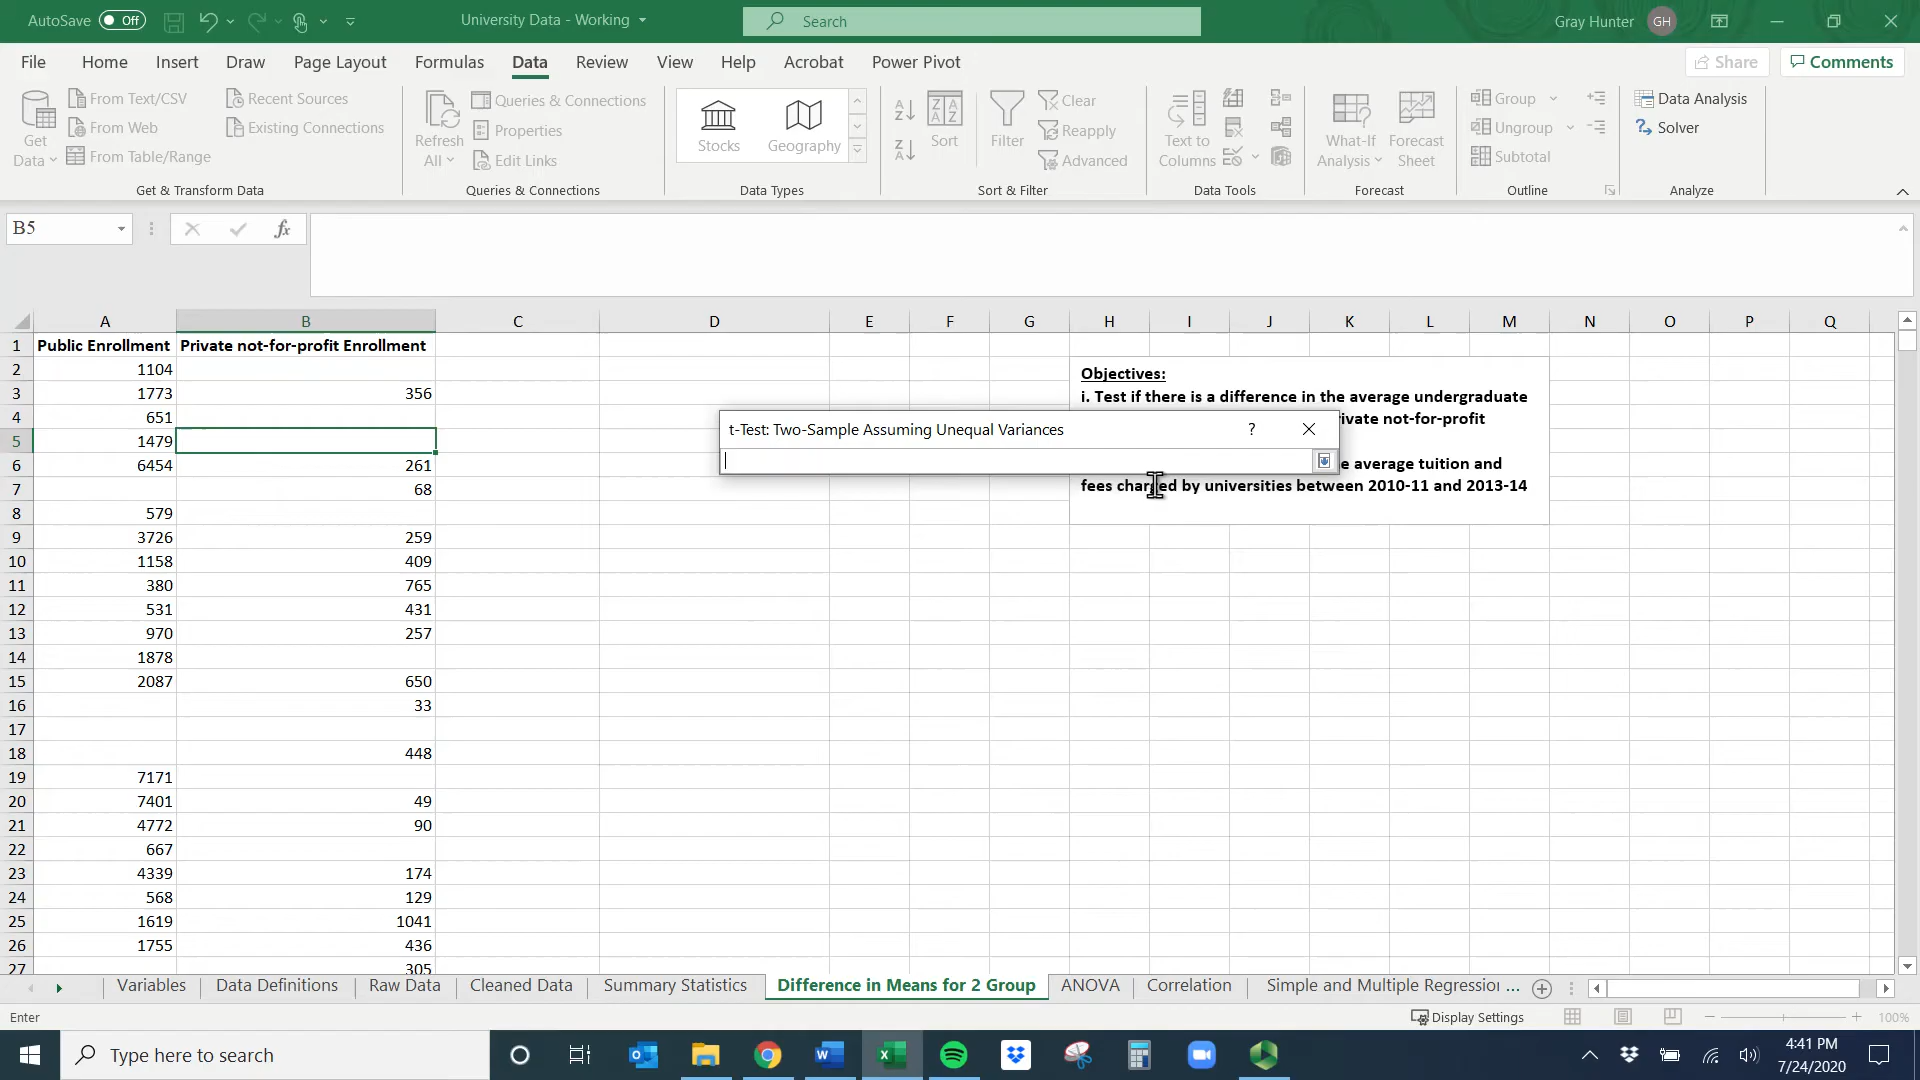 AutoSave Off
University Data - Working
Search
Gray Hunter GH
File Home Insert Draw Page Layout Formulas Data Review View Help Acrobat Power Pivot
Share Comments
Get Data
From Text/CSV
From Web
From Table/Range
Recent Sources
Existing Connections
Get & Transform Data
Refresh All
Queries & Connections
Properties
Edit Links
Queries & Connections
Stocks Geography
Data Types
Sort
Filter
Clear
Reapply
Advanced
Sort & Filter
Text to Columns
Data Tools
What-If Analysis
Forecast Sheet
Forecast
Group
Ungroup
Subtotal
Outline
Data Analysis
Solver
Analyze
B5
fx
A B C D E F G H I J K L M N O P Q
1 Public Enrollment Private not-for-profit Enrollment
2 1104
3 1773 356
4 651
5 1479
6 6454 261
7 68
8 579
9 3726 259
10 1158 409
11 380 765
12 531 431
13 970 257
14 1878
15 2087 650
16 33
17
18 448
19 7171
20 7401 49
21 4772 90
22 667
23 4339 174
24 568 129
25 1619 1041
26 1755 436
27 305
Objectives:
i. Test if there is a difference in the average undergraduate
ivate not-for-profit
e average tuition and
fees charged by universities between 2010-11 and 2013-14
t-Test: Two-Sample Assuming Unequal Variances ?
Variables Data Definitions Raw Data Cleaned Data Summary Statistics Difference in Means for 2 Group ANOVA Correlation Simple and Multiple Regression ...
Enter
Display Settings
100%
Type here to search
4:41 PM
7/24/2020